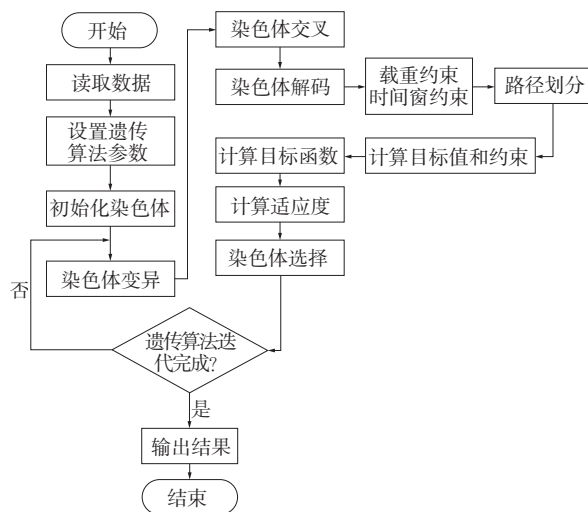 开始
读取数据
设置遗传
算法参数
初始化染色体
染色体变异
染色体交叉
染色体解码
载重约束
时间窗约束
路径划分
计算目标值和约束
计算目标函数
计算适应度
染色体选择
遗传算法迭
代完成?
否
是
输出结果
结束